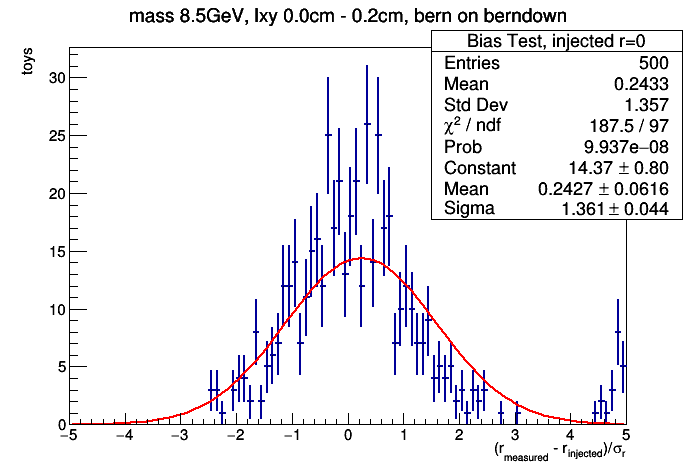 mass 8.5GeV, lxy 0.0cm - 0.2cm, bern on berndown
Bias Test, injected r=0
Entries 500
Mean 0.2433
Std Dev 1.357
χ² / ndf 187.5 / 97
Prob 9.937e−08
Constant 14.37 ± 0.80
Mean 0.2427 ± 0.0616
Sigma 1.361 ± 0.044
toys
30
25
20
15
10
5
0
−5 −4 −3 −2 −1 0 1 2 3 4 5
(r_measured - r_injected)/σ_r